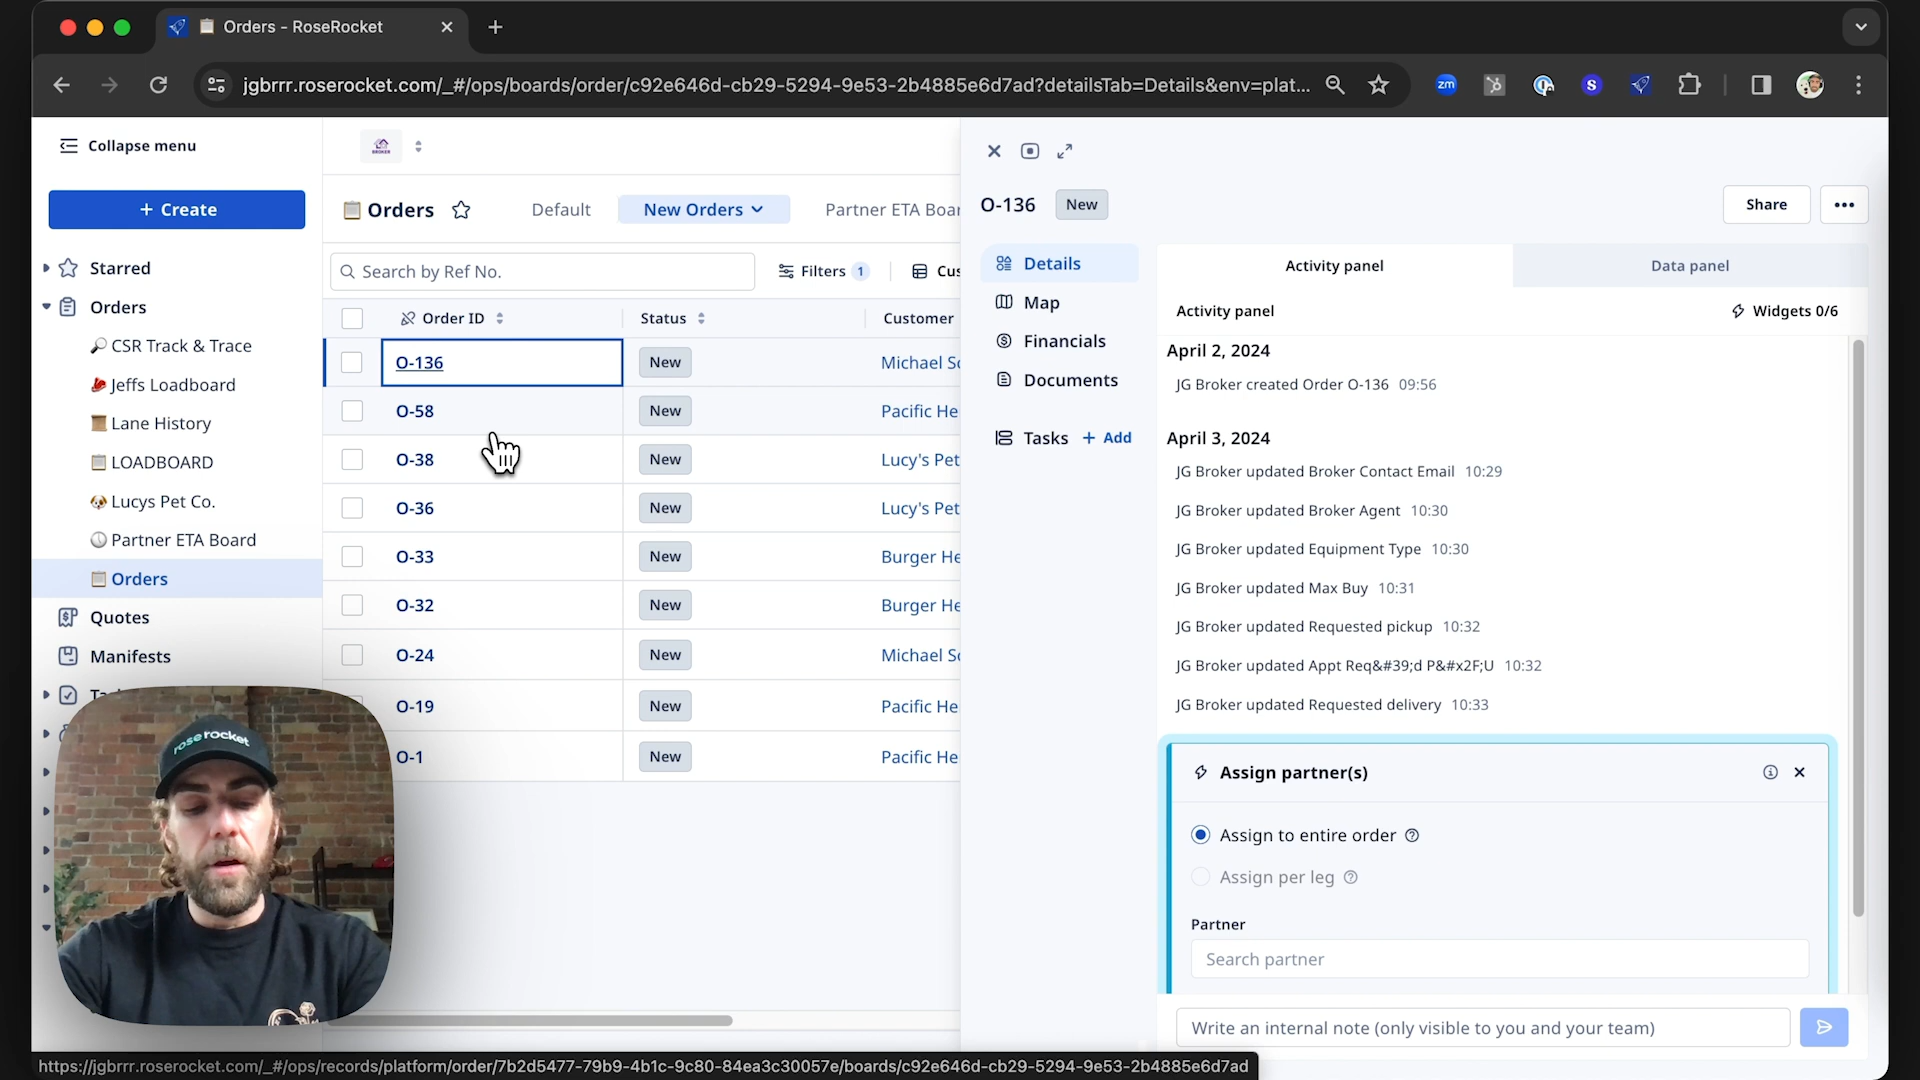 Orders - RoseRocket
jgbrrr.roserocket.com/_#/ops/boards/order/c92e646d-cb29-5294-9e53-2b4885e6d7ad?detailsTab=Details&env=plat...
zm
S
Collapse menu
+ Create
Starred
Orders
CSR Track & Trace
Jeffs Loadboard
Lane History
LOADBOARD
Lucys Pet Co.
Partner ETA Board
Orders
Quotes
Manifests
BROKER
Orders
Default
New Orders
Partner ETA Boar
Search by Ref No.
Filters 1
Cus
Order ID
Status
Customer
O-136
New
Michael Sc
O-58
New
Pacific He
O-38
New
Lucy's Pet
O-36
New
Lucy's Pet
O-33
New
Burger He
O-32
New
Burger He
O-24
New
Michael Sc
O-19
New
Pacific He
O-1
New
Pacific He
O-136
New
Share
Details
Map
Financials
Documents
Tasks + Add
Activity panel
Data panel
Activity panel
Widgets 0/6
April 2, 2024
JG Broker created Order O-136 09:56
April 3, 2024
JG Broker updated Broker Contact Email 10:29
JG Broker updated Broker Agent 10:30
JG Broker updated Equipment Type 10:30
JG Broker updated Max Buy 10:31
JG Broker updated Requested pickup 10:32
JG Broker updated Appt Req&#39;d P&#x2F;U 10:32
JG Broker updated Requested delivery 10:33
Assign partner(s)
Assign to entire order
Assign per leg
Partner
Search partner
Write an internal note (only visible to you and your team)
rose rocket
https://jgbrrr.roserocket.com/_#/ops/records/platform/order/7b2d5477-79b9-4b1c-9c80-84ea3c30057e/boards/c92e646d-cb29-5294-9e53-2b4885e6d7ad